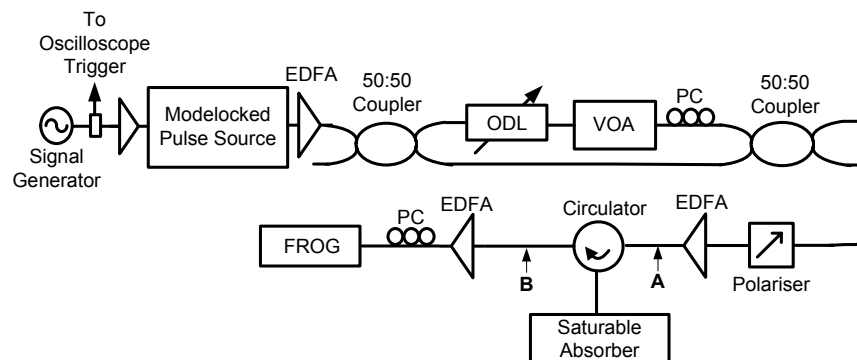 To
Oscilloscope
Trigger
EDFA
50:50
Coupler
50:50
Coupler
PC
Modelocked
Pulse Source
ODL
VOA
Signal
Generator
EDFA
Circulator
EDFA
PC
FROG
B
A
Polariser
Saturable
Absorber